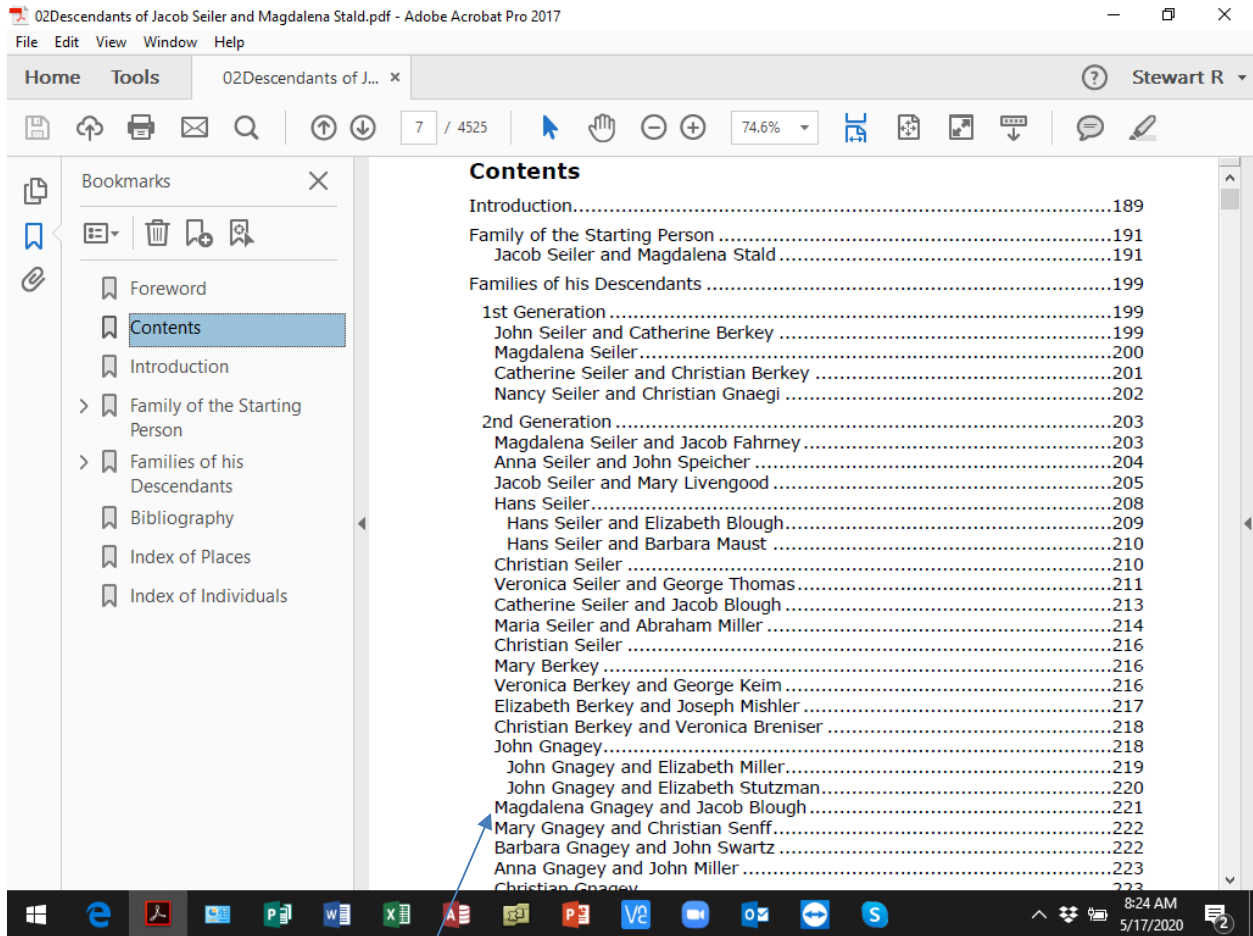 02Descendants of Jacob Seiler and Magdalena Stald.pdf - Adobe Acrobat Pro 2017
File Edit View Window Help
Home Tools 02Descendants of J... × ? Stewart R
7 / 4525 74.6%
Bookmarks
Foreword
Contents
Introduction
Family of the Starting
Person
Families of his
Descendants
Bibliography
Index of Places
Index of Individuals
Contents
Introduction..........189
Family of the Starting Person..........191
Jacob Seiler and Magdalena Stald..........191
Families of his Descendants..........199
1st Generation..........199
John Seiler and Catherine Berkey..........199
Magdalena Seiler..........200
Catherine Seiler and Christian Berkey..........201
Nancy Seiler and Christian Gnaegi..........202
2nd Generation..........203
Magdalena Seiler and Jacob Fahrney..........203
Anna Seiler and John Speicher..........204
Jacob Seiler and Mary Livengood..........205
Hans Seiler..........208
Hans Seiler and Elizabeth Blough..........209
Hans Seiler and Barbara Maust..........210
Christian Seiler..........210
Veronica Seiler and George Thomas..........211
Catherine Seiler and Jacob Blough..........213
Maria Seiler and Abraham Miller..........214
Christian Seiler..........216
Mary Berkey..........216
Veronica Berkey and George Keim..........216
Elizabeth Berkey and Joseph Mishler..........217
Christian Berkey and Veronica Breniser..........218
John Gnagey..........218
John Gnagey and Elizabeth Miller..........219
John Gnagey and Elizabeth Stutzman..........220
Magdalena Gnagey and Jacob Blough..........221
Mary Gnagey and Christian Senff..........222
Barbara Gnagey and John Swartz..........222
Anna Gnagey and John Miller..........223
Christian Gnagey..........223
8:24 AM
5/17/2020
2